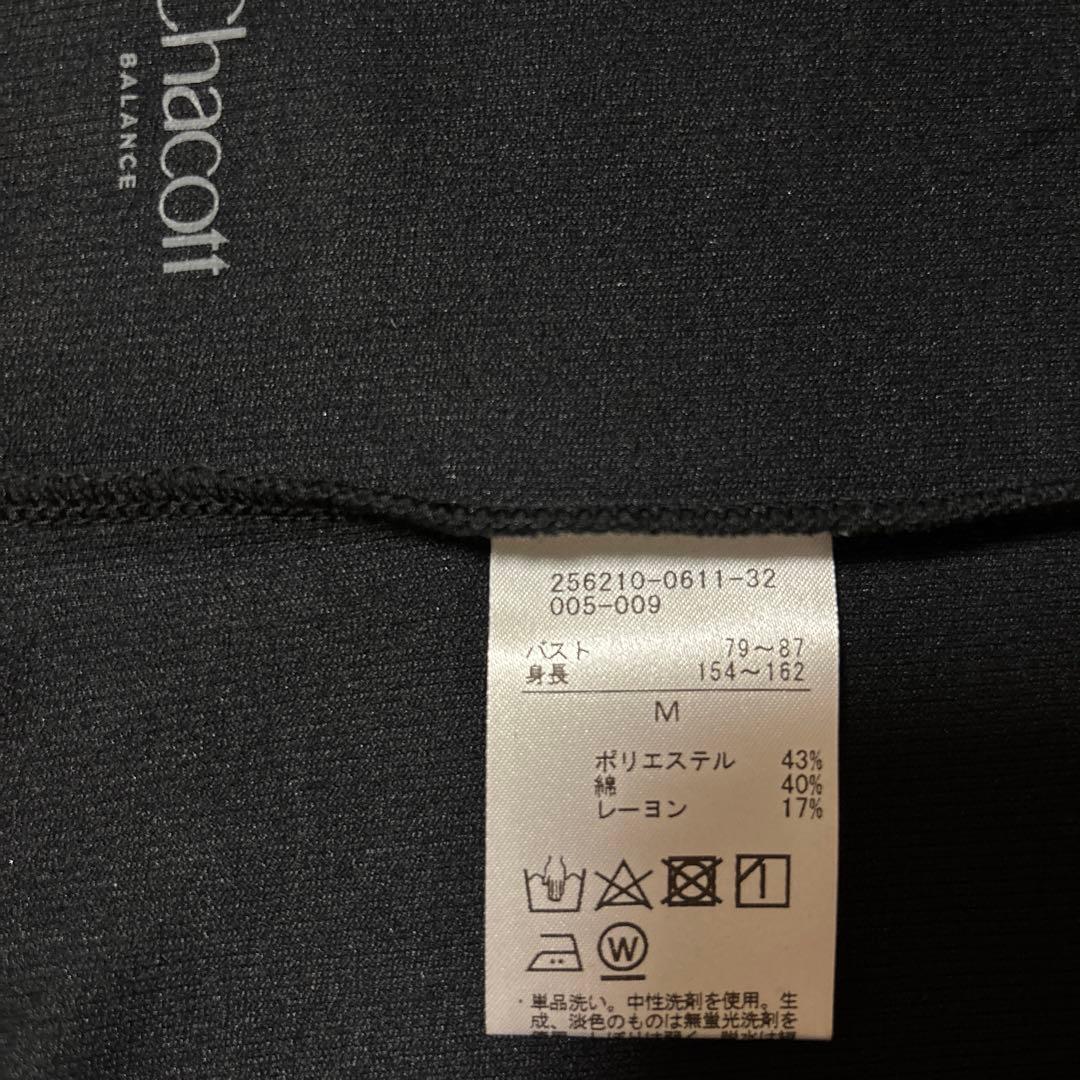 Chacott
BALANCE
256210-0611-32
005-009
バスト 79~87
身長 154~162
M
ポリエステル 43%
綿 40%
レーヨン 17%
W
・単品洗い。中性洗剤を使用。生
成、淡色のものは無蛍光洗剤を